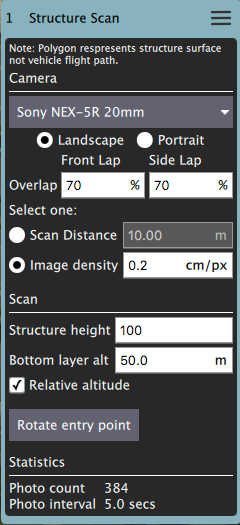 1 Structure Scan
Note: Polygon respresents structure surface
not vehicle flight path.
Camera
Sony NEX-5R 20mm
Landscape Portrait
Front Lap Side Lap
Overlap 70 % 70 %
Select one:
Scan Distance 10.00 m
Image density 0.2 cm/px
Scan
Structure height 100
Bottom layer alt 50.0 m
Relative altitude
Rotate entry point
Statistics
Photo count 384
Photo interval 5.0 secs